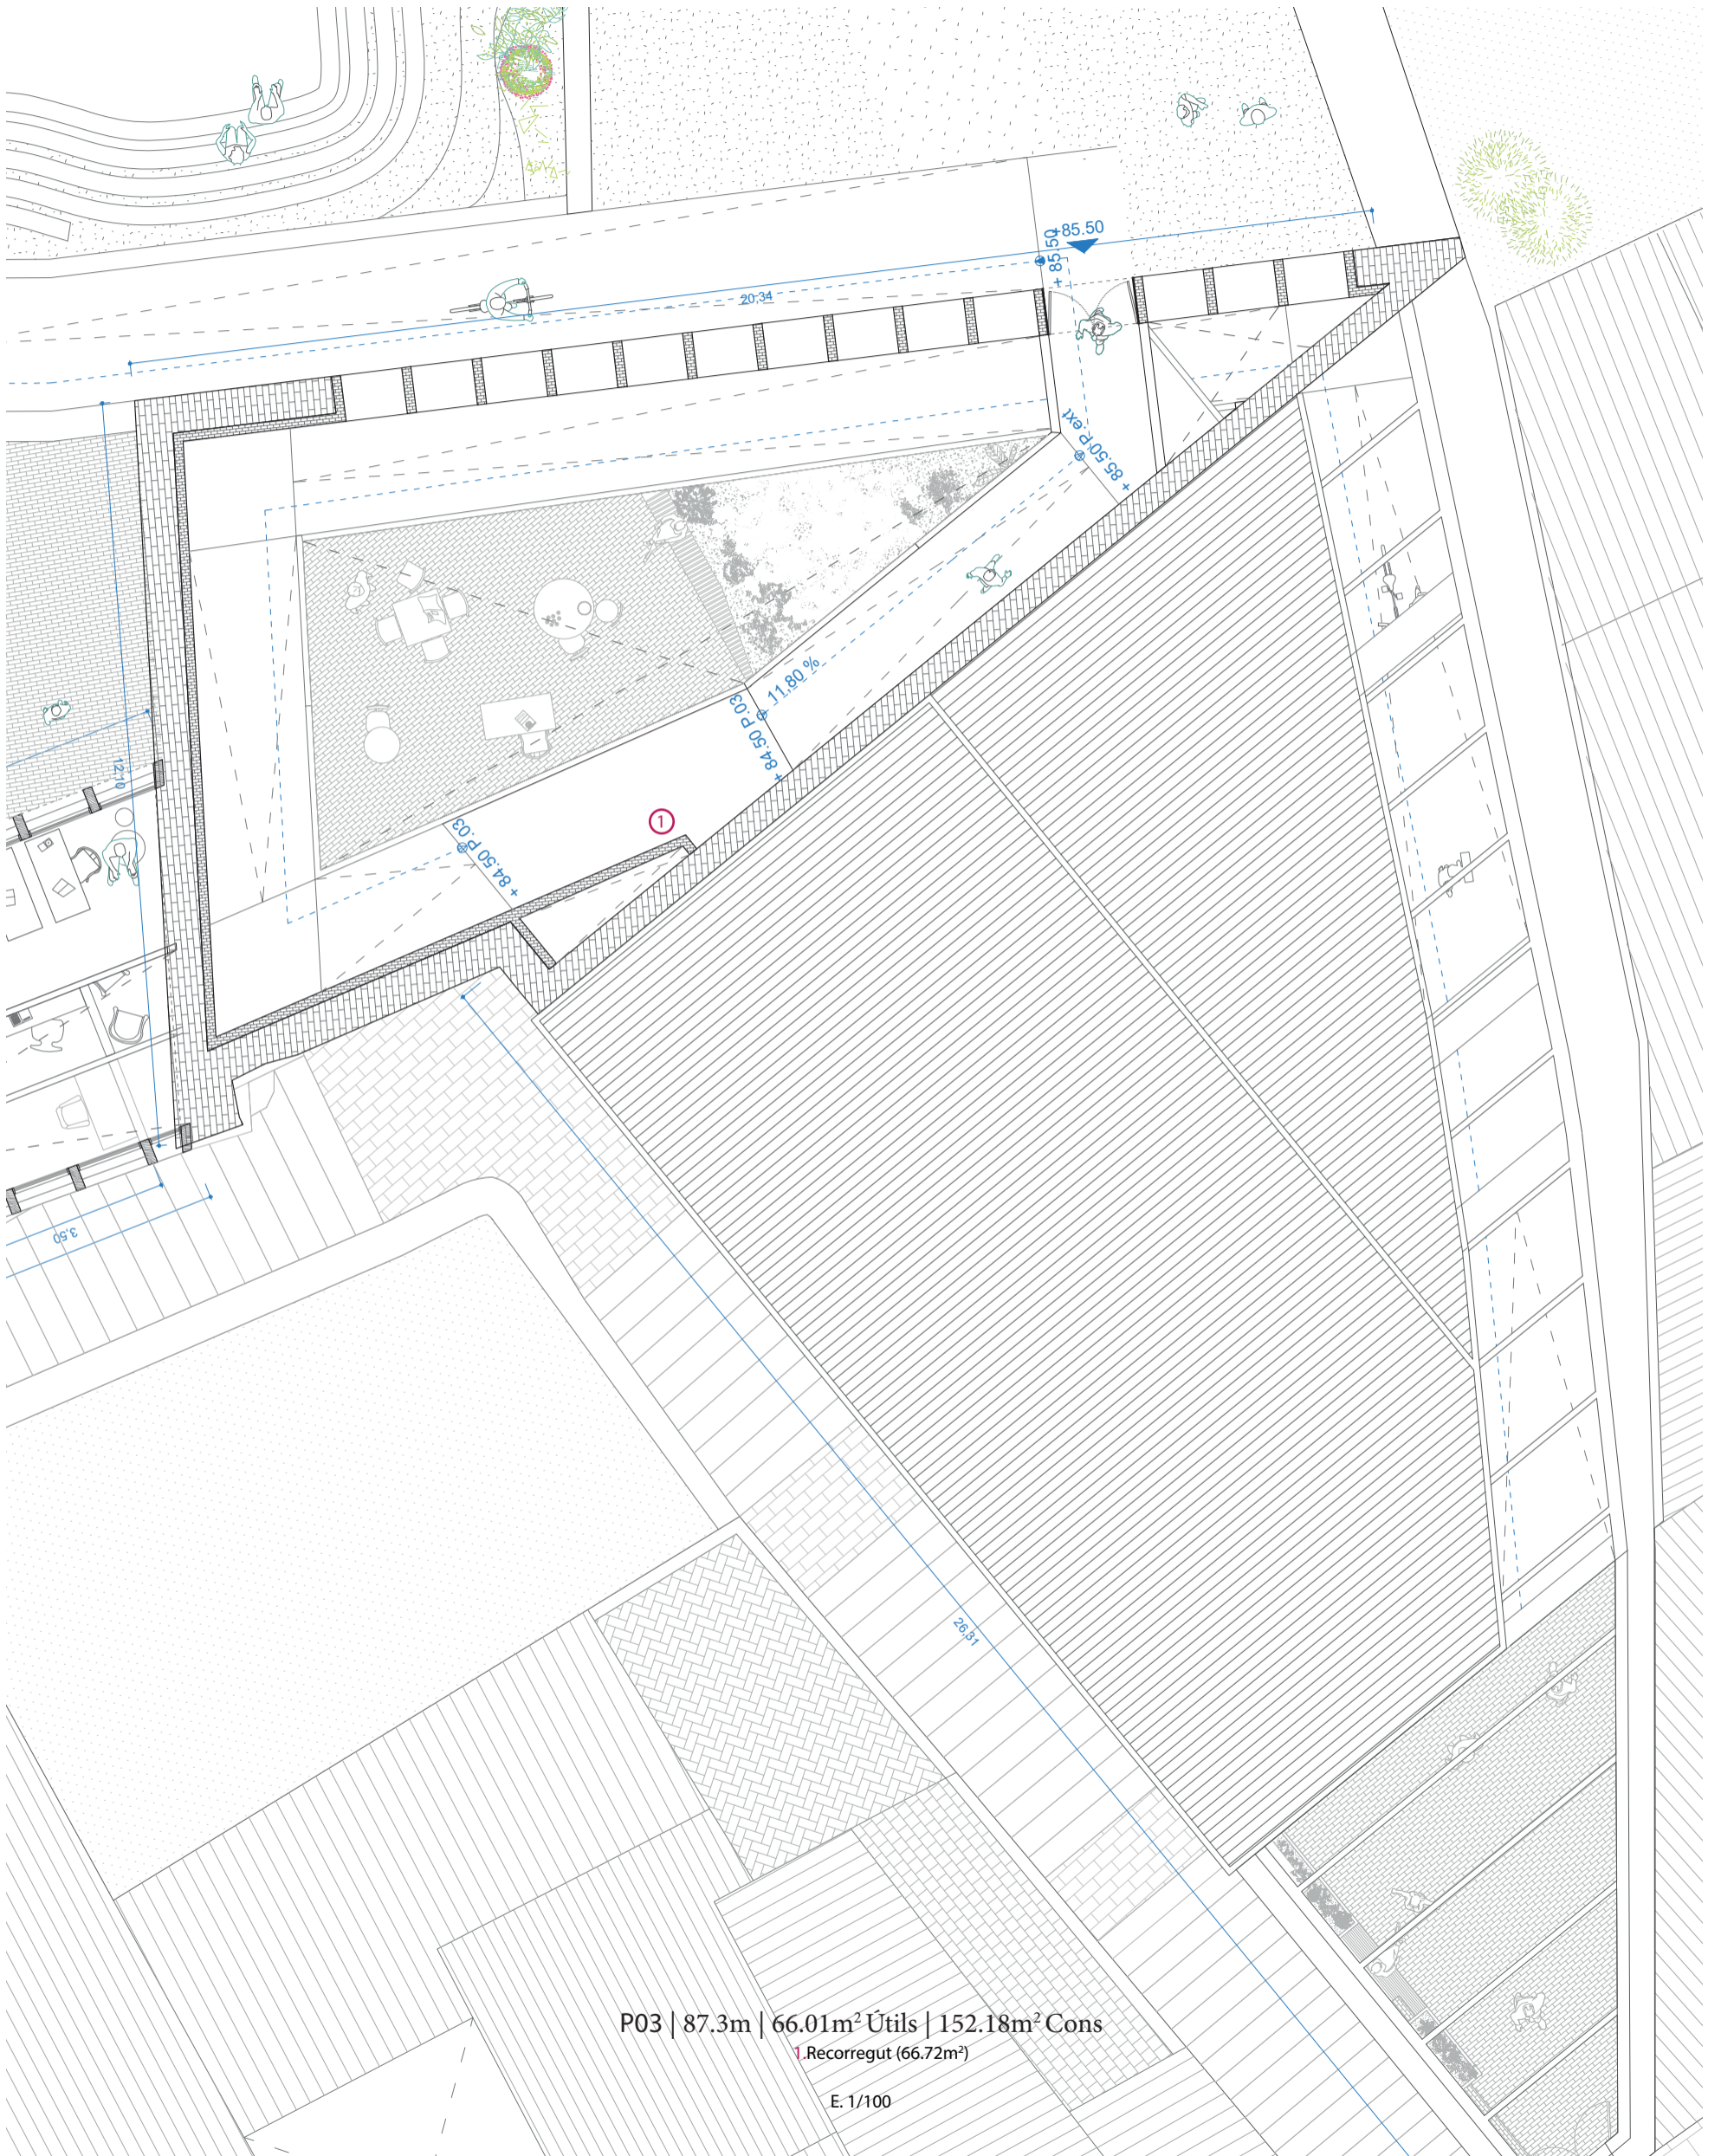 +85.50
+ 85.50
20,34
+ 85.50 P.ext
11,80 %
+ 84.50 P.03
12,10
1
+ 84.50 P.03
3,50
26,31
P03 | 87.3m | 66.01m² Útils | 152.18m² Cons
1.Recorregut (66.72m²)
E. 1/100